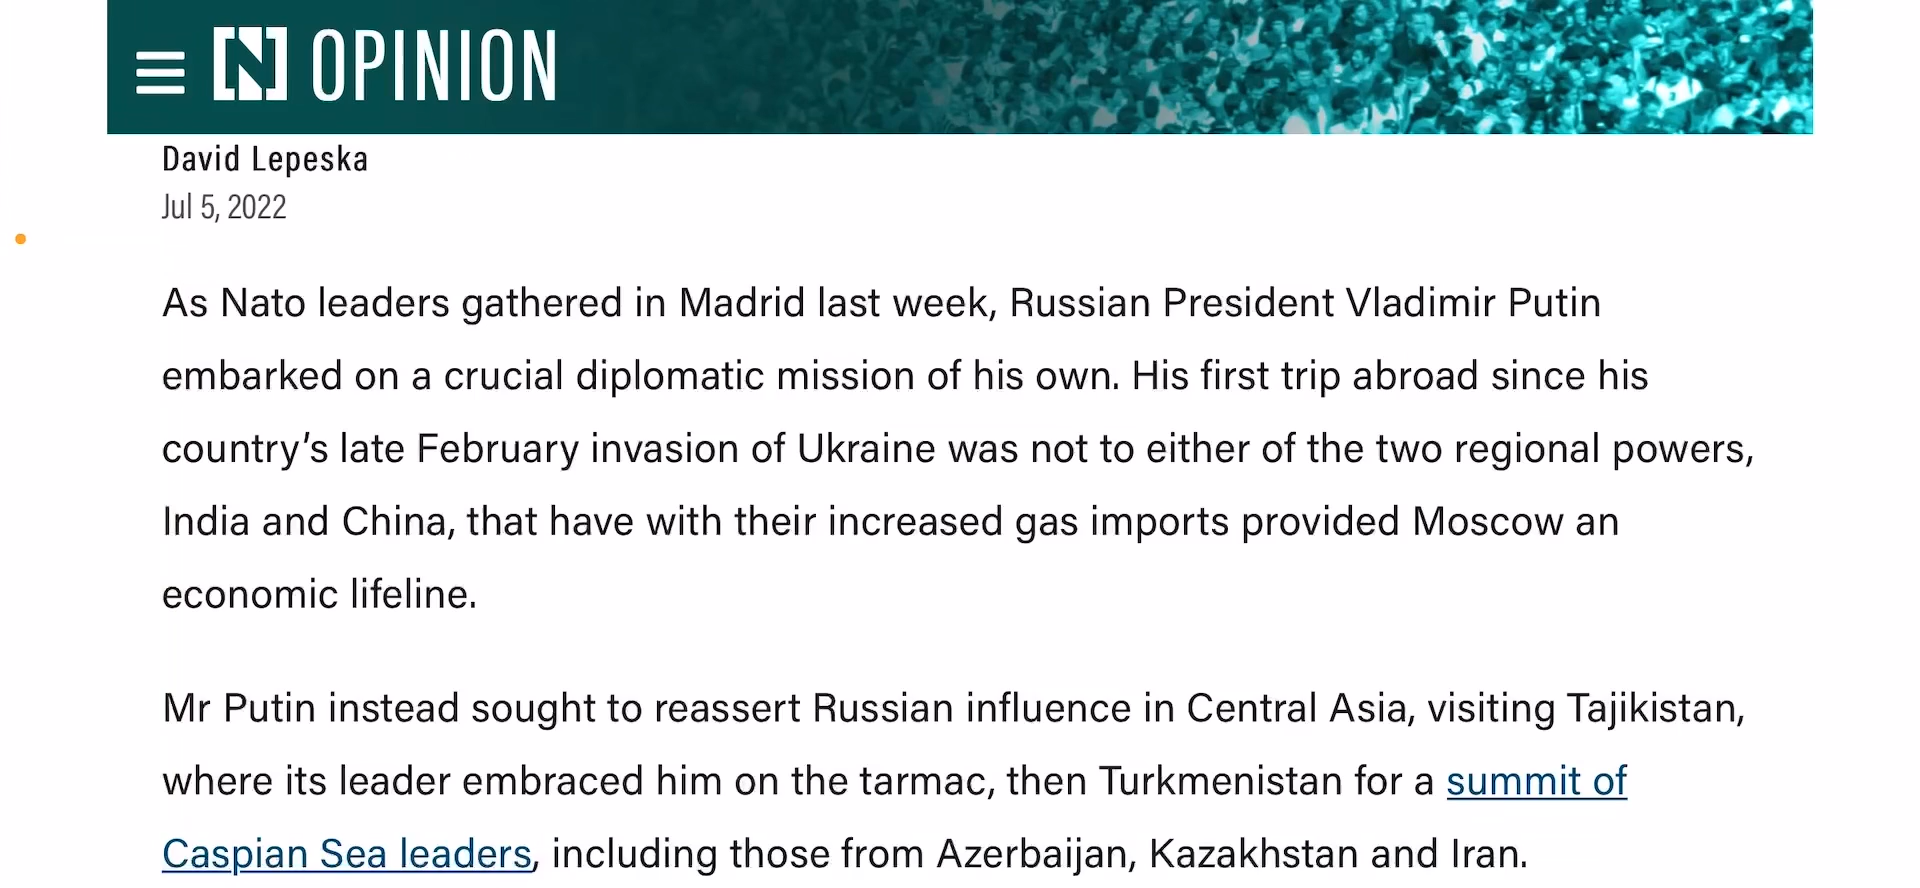 OPINION
David Lepeska
Jul 5, 2022
As Nato leaders gathered in Madrid last week, Russian President Vladimir Putin
embarked on a crucial diplomatic mission of his own. His first trip abroad since his
country’s late February invasion of Ukraine was not to either of the two regional powers,
India and China, that have with their increased gas imports provided Moscow an
economic lifeline.
Mr Putin instead sought to reassert Russian influence in Central Asia, visiting Tajikistan,
where its leader embraced him on the tarmac, then Turkmenistan for a summit of
Caspian Sea leaders, including those from Azerbaijan, Kazakhstan and Iran.